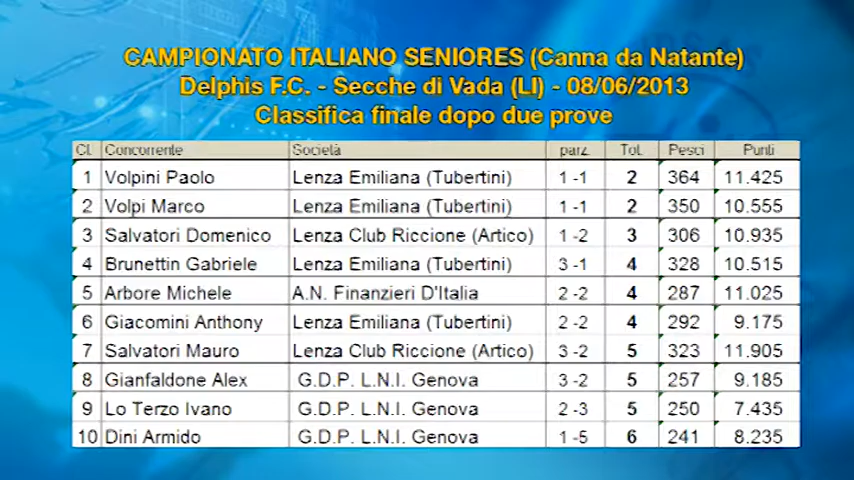 CAMPIONATO ITALIANO SENIORES (Canna da Natante)
Delphis F.C. - Secche di Vada (LI) - 08/06/2013
Classifica finale dopo due prove
Cl. Concorrente Società parz. Tot. Pesci Punti
1 Volpini Paolo Lenza Emiliana (Tubertini) 1 -1 2 364 11.425
2 Volpi Marco Lenza Emiliana (Tubertini) 1 -1 2 350 10.555
3 Salvatori Domenico Lenza Club Riccione (Artico) 1 -2 3 306 10.935
4 Brunettin Gabriele Lenza Emiliana (Tubertini) 3 -1 4 328 10.515
5 Arbore Michele A.N. Finanzieri D'Italia 2 -2 4 287 11.025
6 Giacomini Anthony Lenza Emiliana (Tubertini) 2 -2 4 292 9.175
7 Salvatori Mauro Lenza Club Riccione (Artico) 3 -2 5 323 11.905
8 Gianfaldone Alex G.D.P. L.N.I. Genova 3 -2 5 257 9.185
9 Lo Terzo Ivano G.D.P. L.N.I. Genova 2 -3 5 250 7.435
10 Dini Armido G.D.P. L.N.I. Genova 1 -5 6 241 8.235